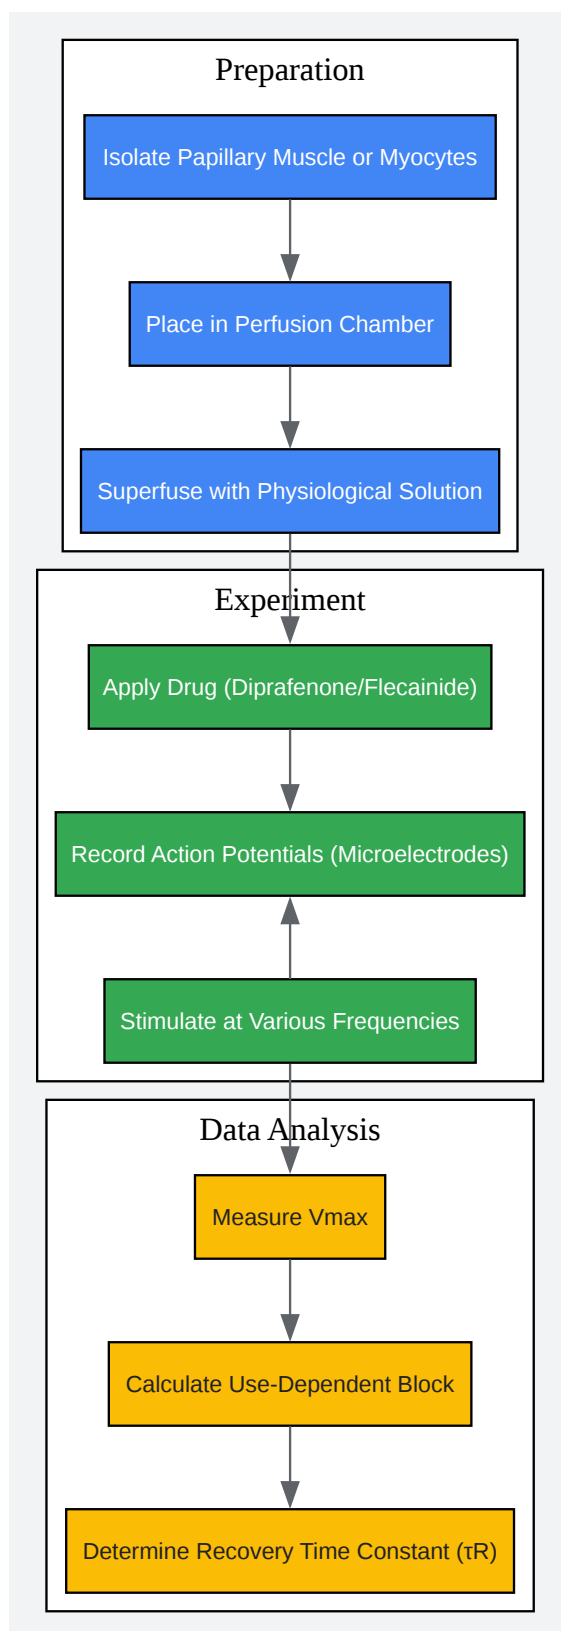 Preparation
Isolate Papillary Muscle or Myocytes
Place in Perfusion Chamber
Superfuse with Physiological Solution
Experiment
Apply Drug (Diprafenone/Flecainide)
Record Action Potentials (Microelectrodes)
Stimulate at Various Frequencies
Data Analysis
Measure Vmax
Calculate Use-Dependent Block
Determine Recovery Time Constant (τR)